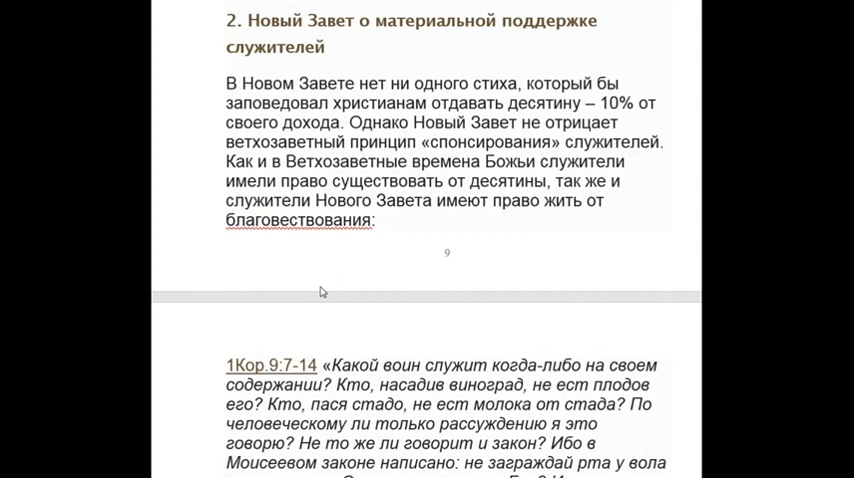 2. Новый Завет о материальной поддержке
служителей
В Новом Завете нет ни одного стиха, который бы
заповедовал христианам отдавать десятину – 10% от
своего дохода. Однако Новый Завет не отрицает
ветхозаветный принцип «спонсирования» служителей.
Как и в Ветхозаветные времена Божьи служители
имели право существовать от десятины, так же и
служители Нового Завета имеют право жить от
благовествования:
9
1Кор.9:7-14 «Какой воин служит когда-либо на своем
содержании? Кто, насадив виноград, не ест плодов
его? Кто, пася стадо, не ест молока от стада? По
человеческому ли только рассуждению я это
говорю? Не то же ли говорит и закон? Ибо в
Моисеевом законе написано: не заграждай рта у вола